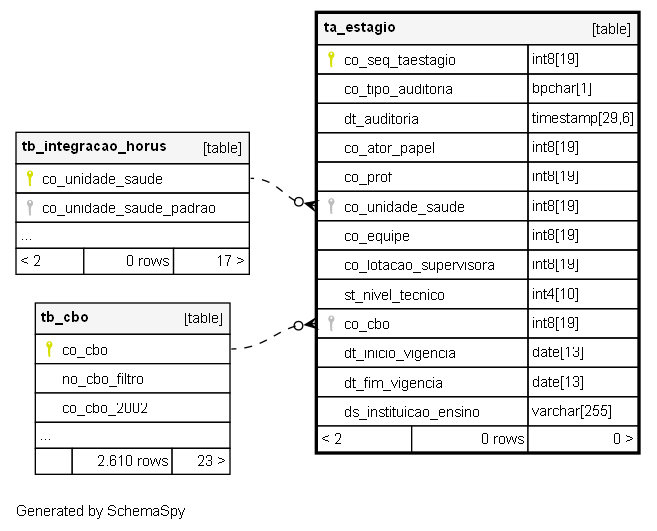 ta_estagio [table]
co_seq_taestagio int8[19]
co_tipo_auditoria bpchar[1]
dt_auditoria timestamp[29,6]
co_ator_papel int8[19]
co_prof int8[19]
co_unidade_saude int8[19]
co_equipe int8[19]
co_lotacao_supervisora int8[19]
st_nivel_tecnico int4[10]
co_cbo int8[19]
dt_inicio_vigencia date[13]
dt_fim_vigencia date[13]
ds_instituicao_ensino varchar[255]
< 2 0 rows 0 >
tb_integracao_horus [table]
co_unidade_saude
co_unidade_saude_padrao
...
< 2 0 rows 17 >
tb_cbo [table]
co_cbo
no_cbo_filtro
co_cbo_2002
...
2.610 rows 23 >
Generated by SchemaSpy